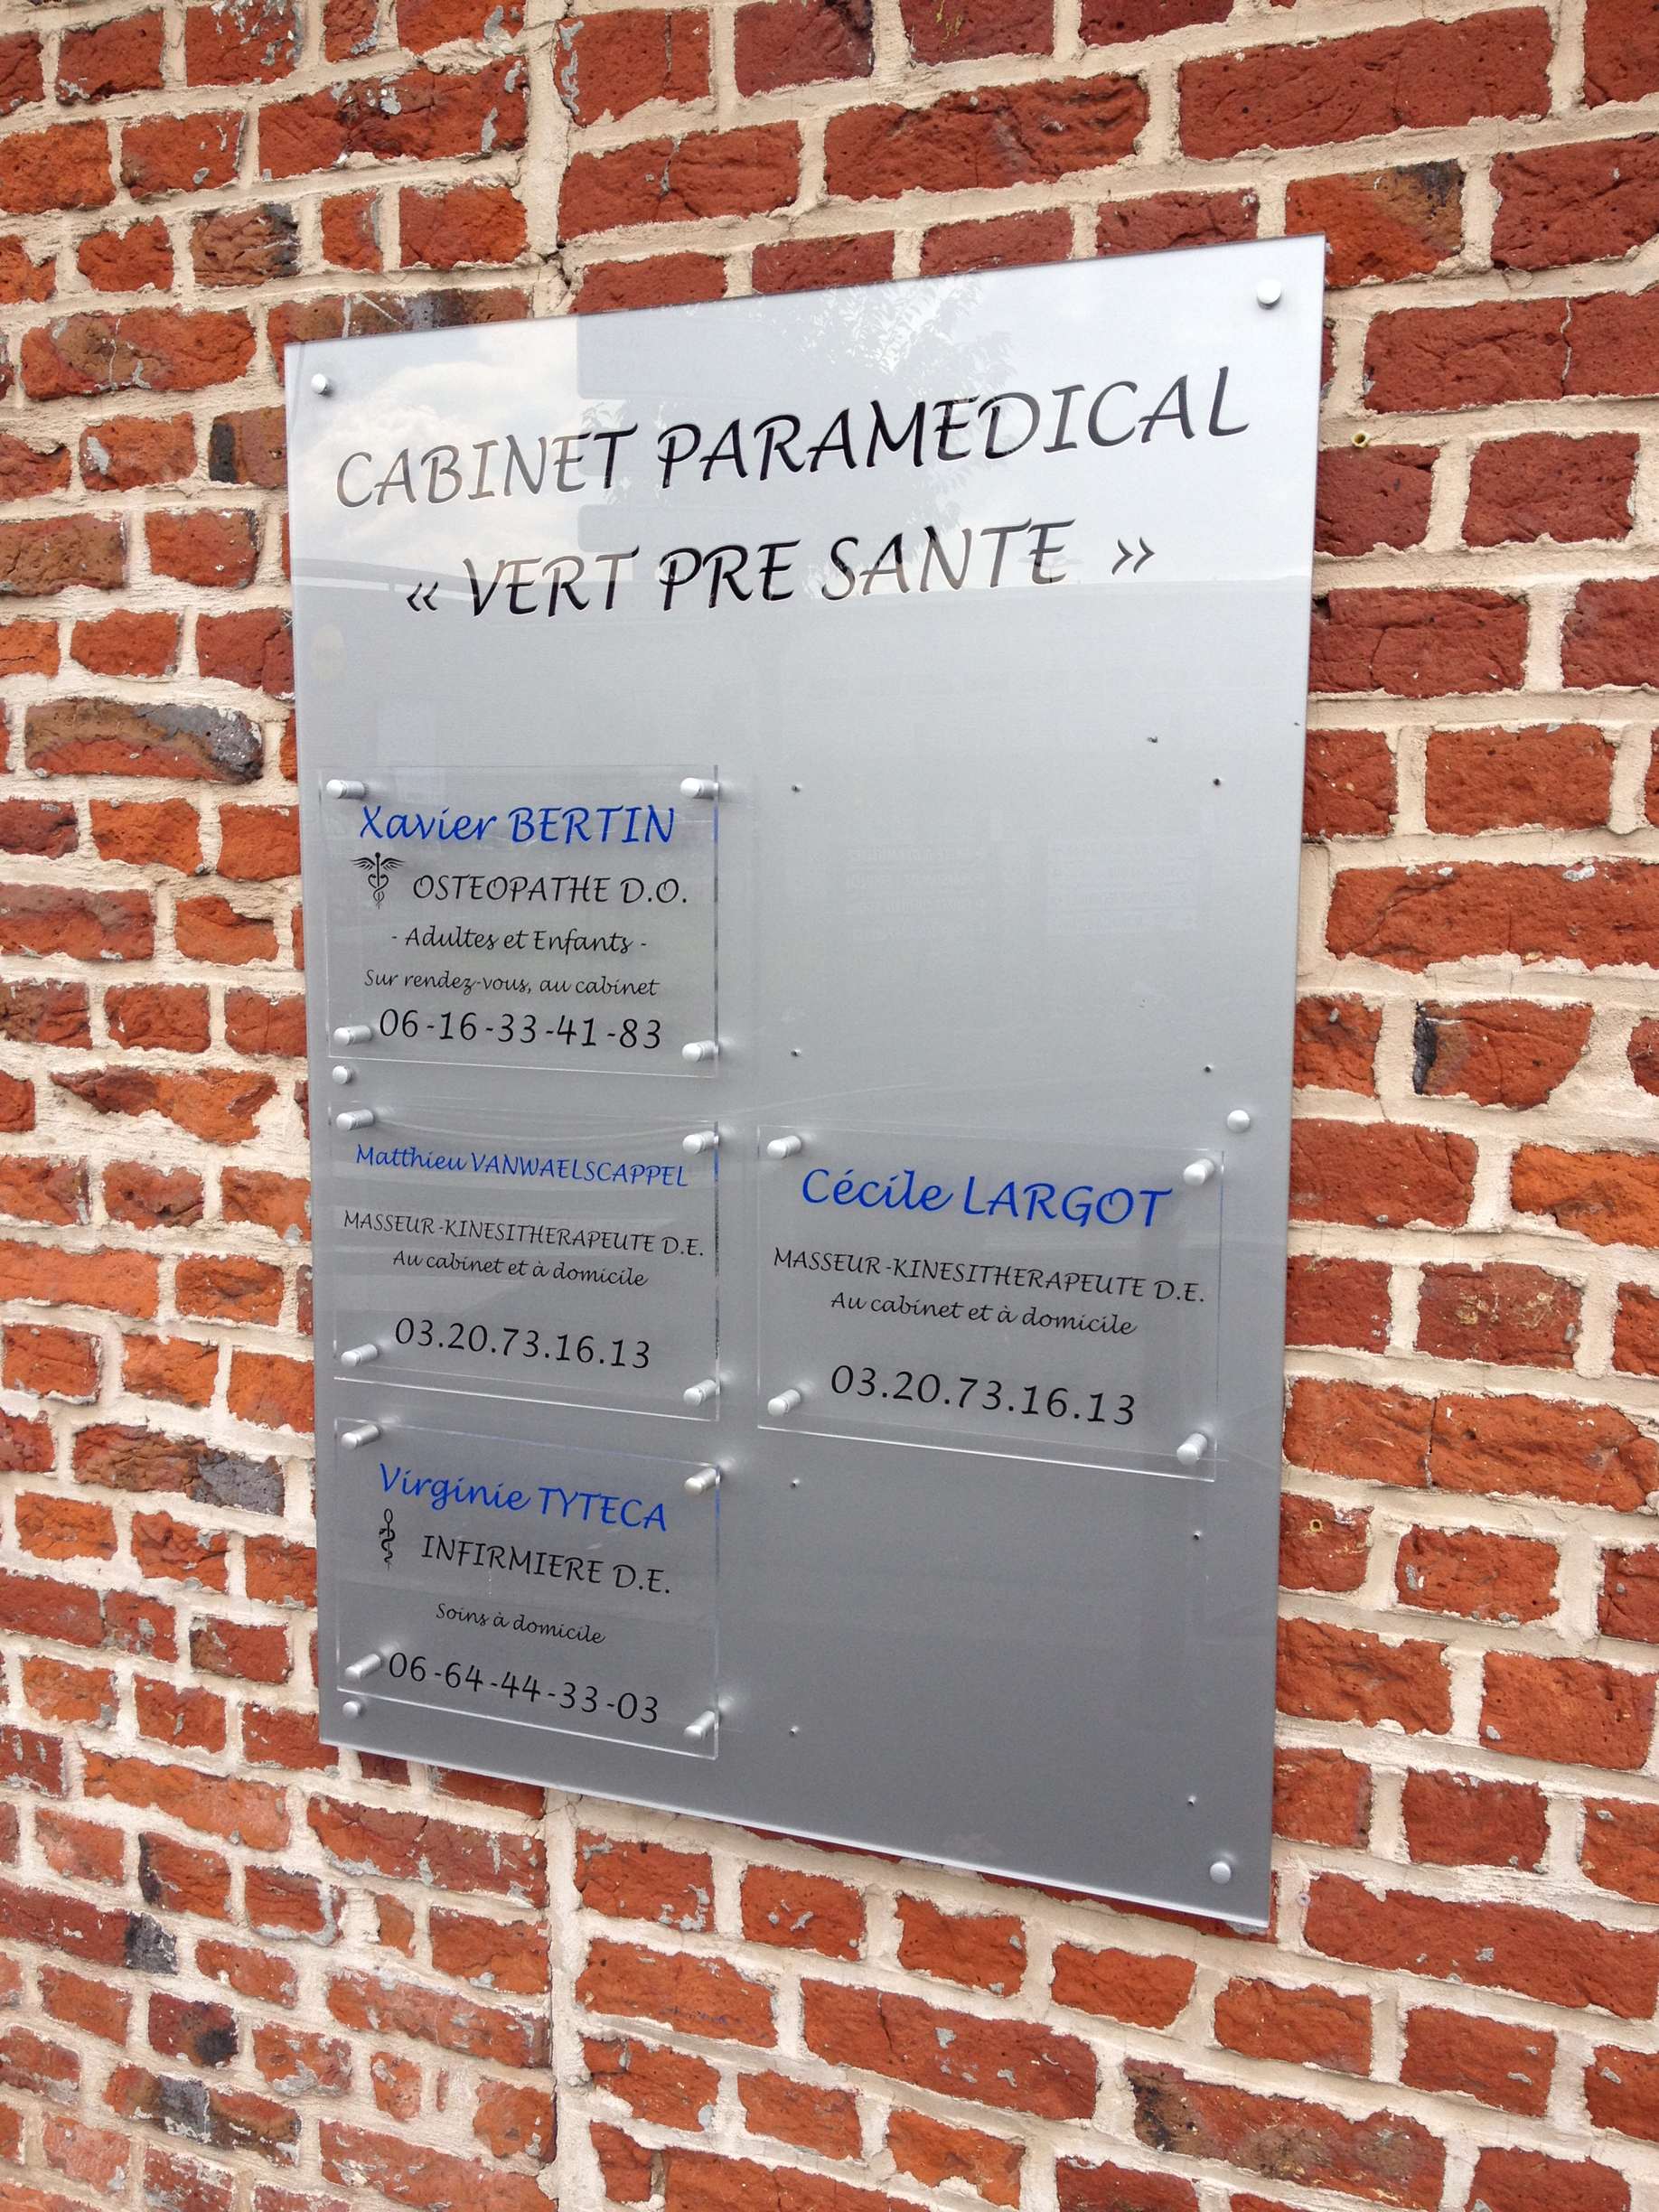 CABINET PARAMEDICAL
« VERT PRE SANTE »
Xavier BERTIN
OSTEOPATHE D.O.
- Adultes et Enfants -
Sur rendez-vous, au cabinet
06-16-33-41-83
Matthieu VANWAELSCAPPEL
MASSEUR-KINESITHERAPEUTE D.E.
Au cabinet et à domicile
03.20.73.16.13
Cécile LARGOT
MASSEUR-KINESITHERAPEUTE D.E.
Au cabinet et à domicile
03.20.73.16.13
Virginie TYTECA
INFIRMIERE D.E.
Soins à domicile
06-64-44-33-03